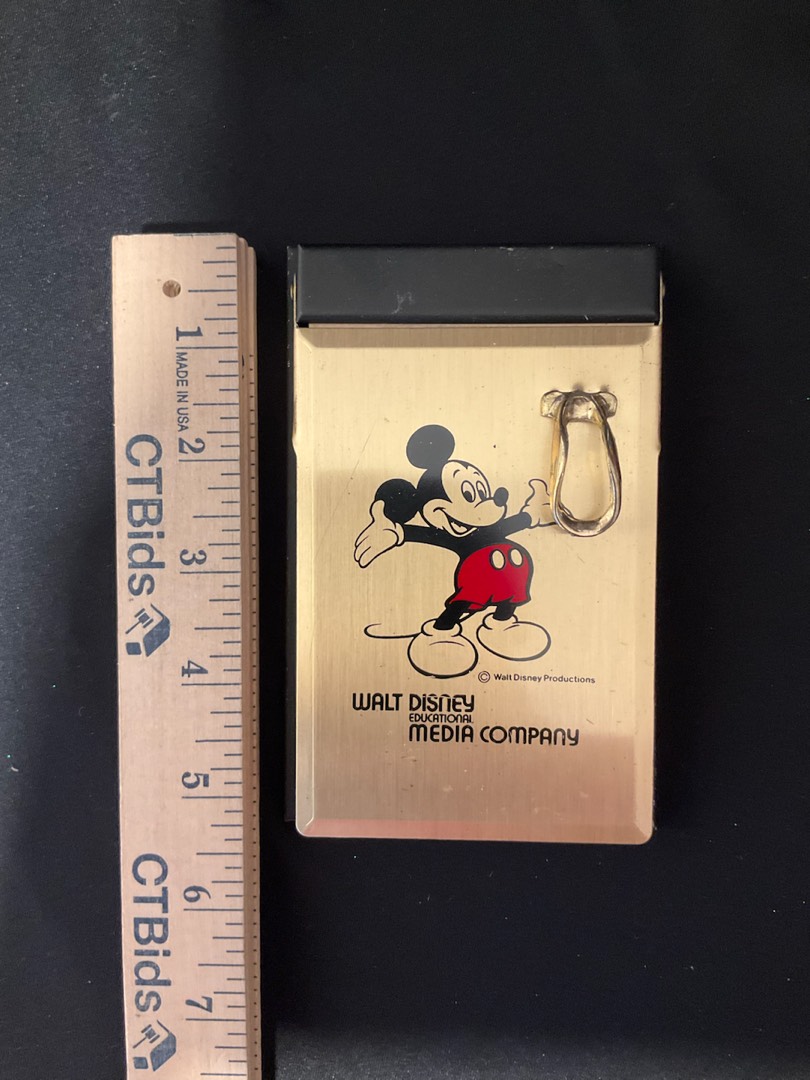 1
MADE IN USA
2
CTBids
3
4
5
CTBids
6
7
© Walt Disney Productions
WALT DISNEY
EDUCATIONAL
MEDIA COMPANY